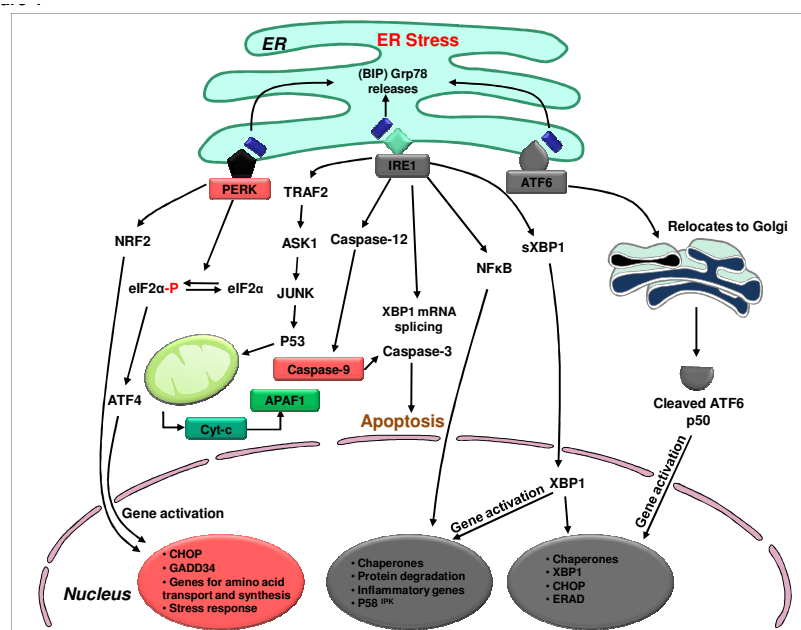 ER
ER Stress
(BIP) Grp78
releases
PERK
TRAF2
IRE1
ATF6
NRF2
ASK1
Caspase-12
sXBP1
Relocates to Golgi
NFκB
eIF2α-P
eIF2α
JUNK
XBP1 mRNA
splicing
P53
Caspase-3
Caspase-9
ATF4
APAF1
Cyt-c
Apoptosis
Cleaved ATF6
p50
XBP1
Gene activation
Gene activation
Gene activation
Nucleus
• CHOP
• GADD34
• Genes for amino acid
transport and synthesis
• Stress response
• Chaperones
• Protein degradation
• Inflammatory genes
• P58 IPK
• Chaperones
• XBP1
• CHOP
• ERAD